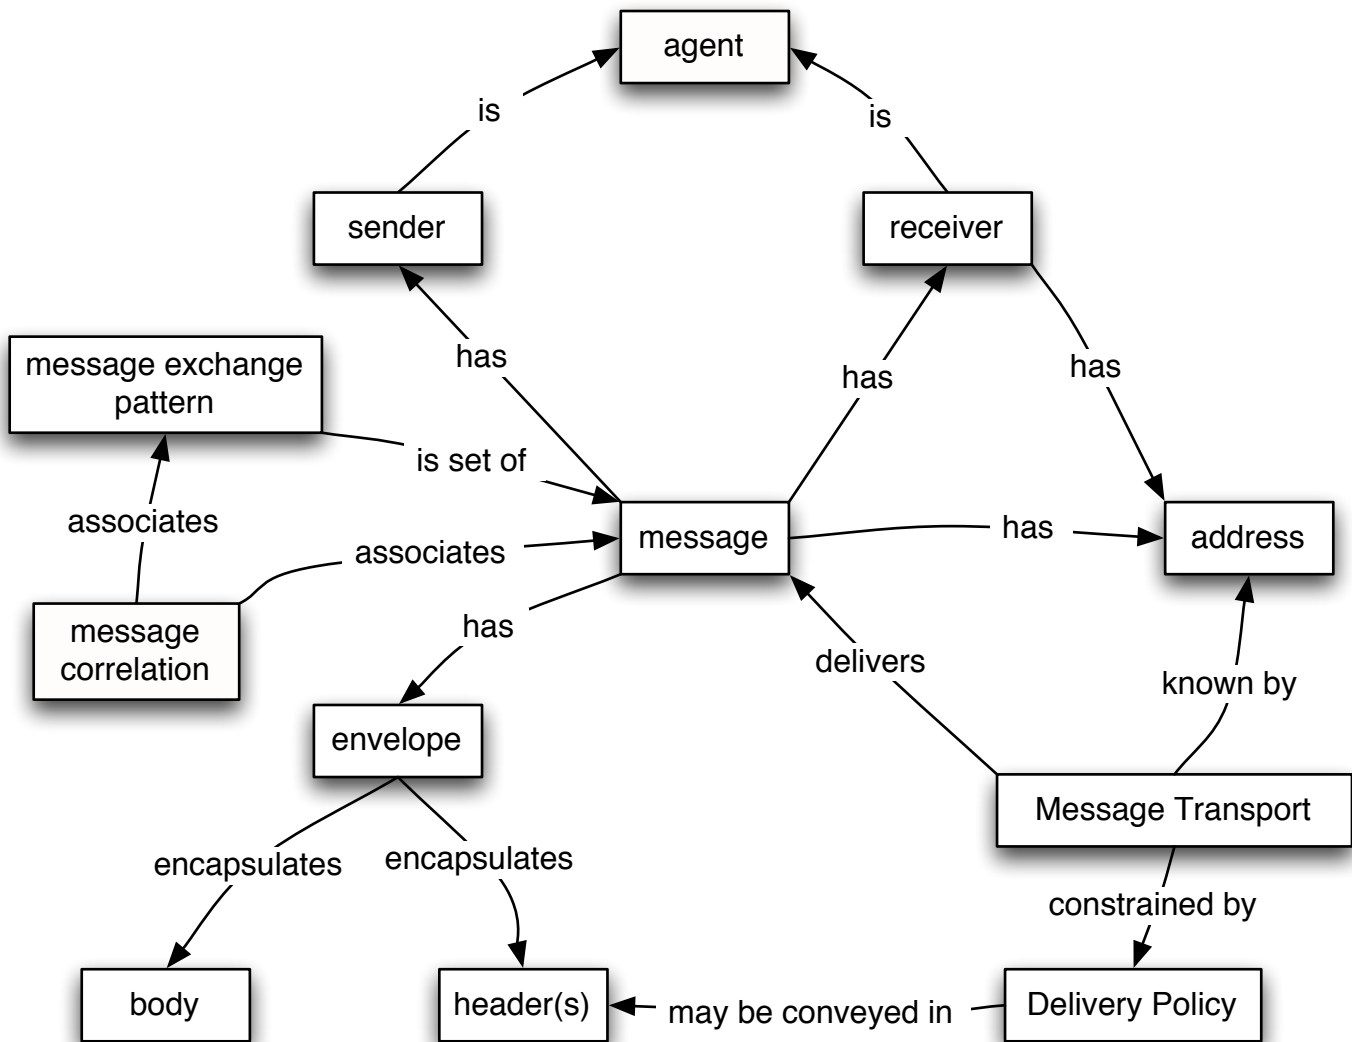 agent
is
is
sender
receiver
has
has
has
message exchange
pattern
is set of
associates
associates
message
has
address
message
correlation
has
delivers
known by
envelope
Message Transport
encapsulates
encapsulates
constrained by
body
header(s)
may be conveyed in
Delivery Policy